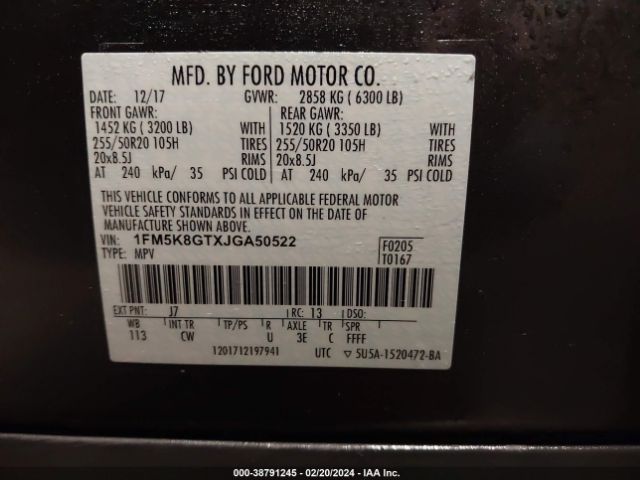 MFD. BY FORD MOTOR CO.
DATE: 12/17 GVWR: 2858 KG ( 6300 LB)
FRONT GAWR: REAR GAWR:
1452 KG ( 3200 LB) WITH 1520 KG ( 3350 LB) WITH
255/50R20 105H TIRES 255/50R20 105H TIRES
20x8.5J RIMS 20x8.5J RIMS
AT 240 kPa/ 35 PSI COLD AT 240 kPa/ 35 PSI COLD
THIS VEHICLE CONFORMS TO ALL APPLICABLE FEDERAL MOTOR
VEHICLE SAFETY STANDARDS IN EFFECT ON THE DATE OF
MANUFACTURE SHOWN ABOVE.
VIN: 1FM5K8GTXJGA50522 F0205
TYPE: MPV T0167
EXT PNT: J7 RC: 13 DSO:
WB INT TR TP/PS R AXLE TR SPR
113 CW U 3E C FFFF
1201712197941 UTC ▽ 5U5A-1520472-BA
000-38791245 - 02/20/2024 - IAA Inc.